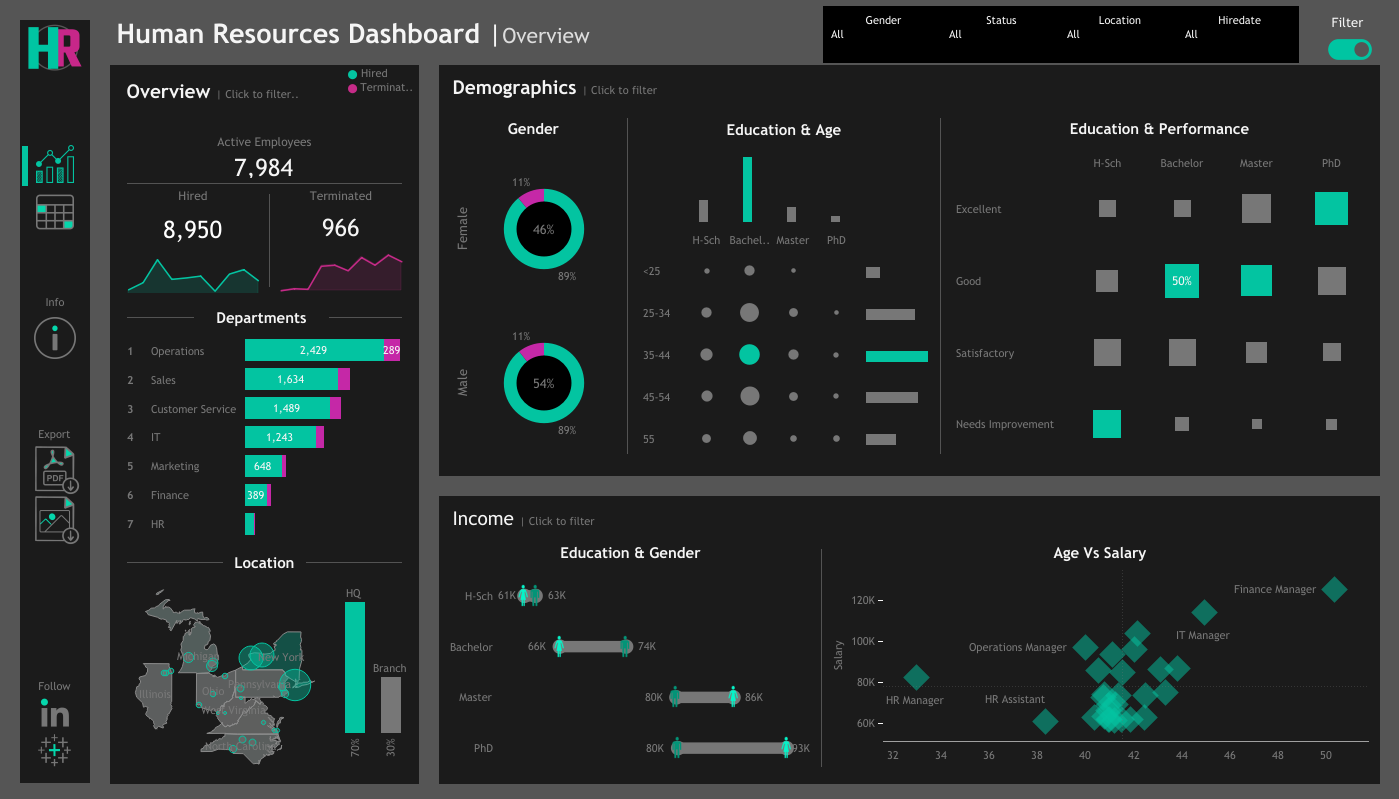 HR
Human Resources Dashboard | Overview
Gender Status Location Hiredate
All All All All
Filter
Overview | Click to filter..
Hired
Terminat..
Active Employees
7,984
Hired Terminated
8,950 966
Departments
1 Operations 2,429 289
2 Sales 1,634
3 Customer Service 1,489
4 IT 1,243
5 Marketing 648
6 Finance 389
7 HR
Location
Michigan
New York
Illinois
Ohio
Pennsylvania
West Virginia
North Carolina
HQ
Branch
70% 30%
Info
Export
PDF
Follow
in
Demographics | Click to filter
Gender
Female
11%
46%
89%
Male
11%
54%
89%
Education & Age
H-Sch Bachel.. Master PhD
<25
25-34
35-44
45-54
55
Education & Performance
H-Sch Bachelor Master PhD
Excellent
Good 50%
Satisfactory
Needs Improvement
Income | Click to filter
Education & Gender
H-Sch 61K 63K
Bachelor 66K 74K
Master 80K 86K
PhD 80K 93K
Age Vs Salary
Salary
120K
100K
80K
60K
Finance Manager
IT Manager
Operations Manager
HR Manager
HR Assistant
32 34 36 38 40 42 44 46 48 50